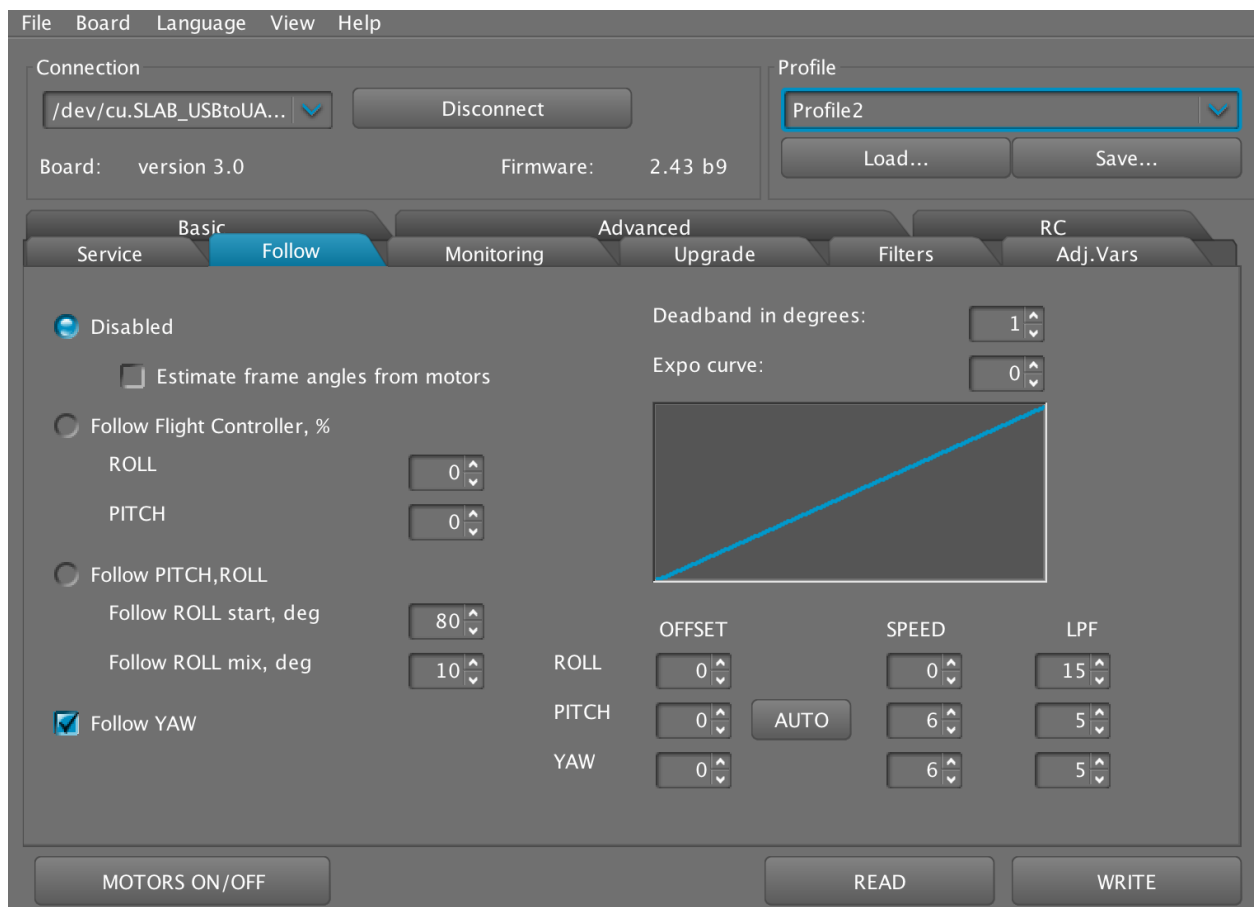 File Board Language View Help
Connection
Profile
/dev/cu.SLAB_USBtoUA... Disconnect
Profile2
Load... Save...
Board: version 3.0 Firmware: 2.43 b9
Basic Advanced RC
Service Follow Monitoring Upgrade Filters Adj.Vars
Disabled
Deadband in degrees: 1
Estimate frame angles from motors
Expo curve: 0
Follow Flight Controller, %
ROLL 0
PITCH 0
Follow PITCH,ROLL
Follow ROLL start, deg 80
OFFSET SPEED LPF
Follow ROLL mix, deg 10
ROLL 0 0 15
Follow YAW
PITCH 0 AUTO 6 5
YAW 0 6 5
MOTORS ON/OFF READ WRITE